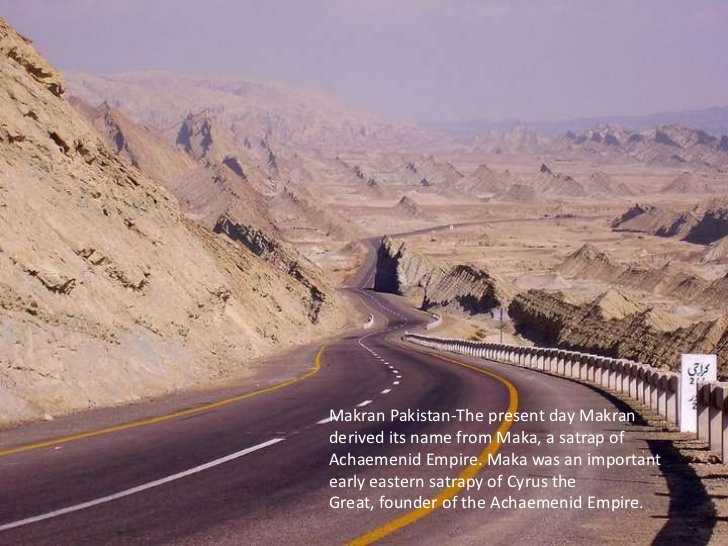 کراچی
Makran Pakistan-The present day Makran
derived its name from Maka, a satrap of
Achaemenid Empire. Maka was an important
early eastern satrapy of Cyrus the
Great, founder of the Achaemenid Empire.